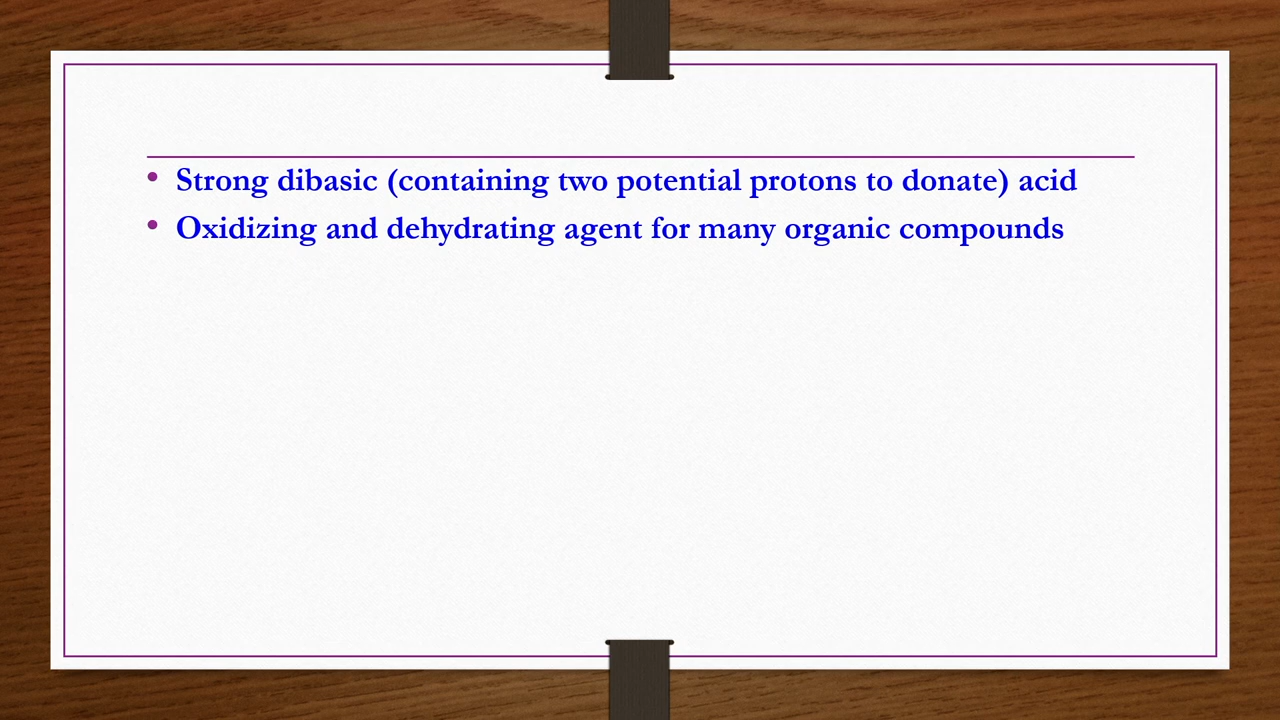 • Strong dibasic (containing two potential protons to donate) acid
• Oxidizing and dehydrating agent for many organic compounds